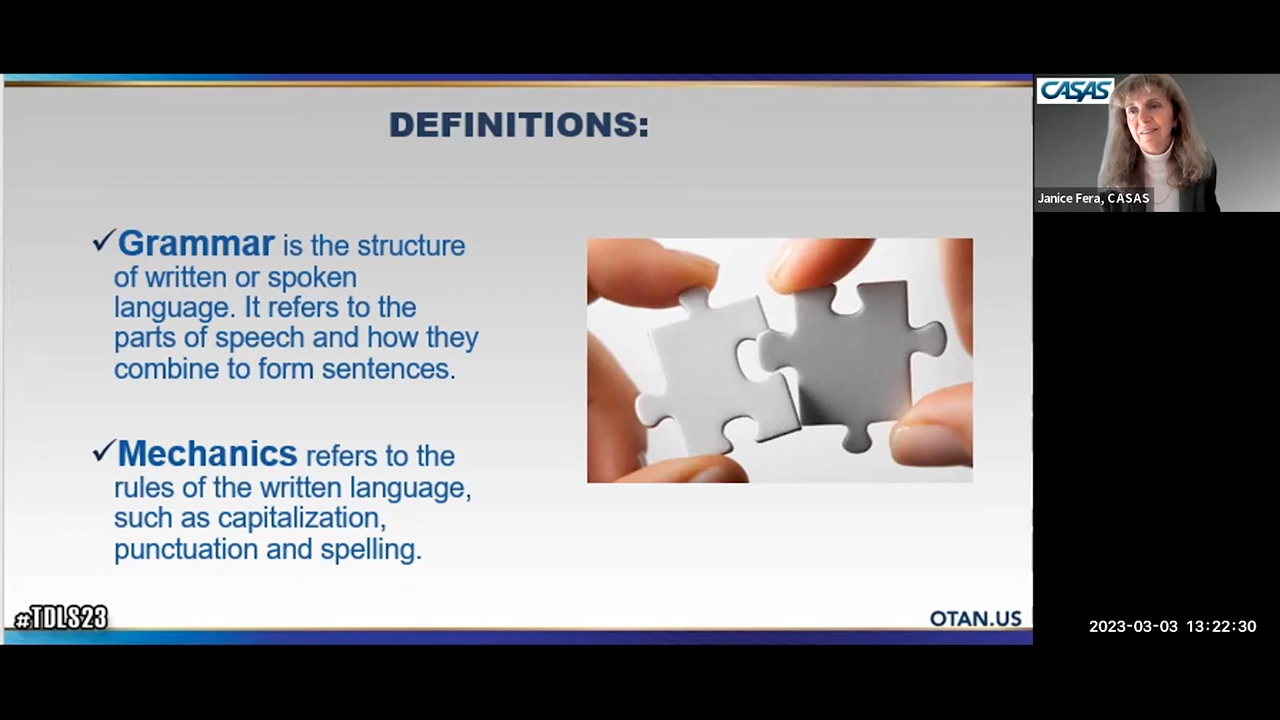 DEFINITIONS:
✓Grammar is the structure
of written or spoken
language. It refers to the
parts of speech and how they
combine to form sentences.
✓Mechanics refers to the
rules of the written language,
such as capitalization,
punctuation and spelling.
#TDLS23
OTAN.US
CASAS
Janice Fera, CASAS
2023-03-03 13:22:30